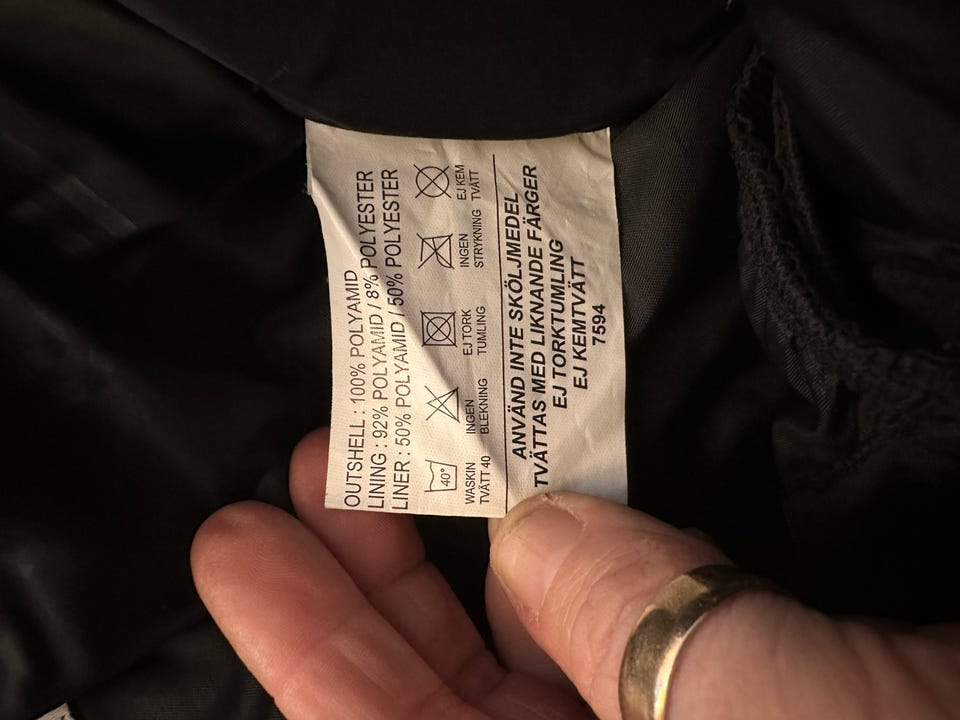 OUTSHELL : 100% POLYAMID
LINING : 92% POLYAMID / 8% POLYESTER
LINER : 50% POLYAMID / 50% POLYESTER
40°
WASKIN
TVÄTT 40
INGEN
BLEKNING
EJ TORK
TUMLING
INGEN
STRYKNING
EJ KEM
TVÄTT
ANVÄND INTE SKÖLJMEDEL
TVÄTTAS MED LIKNANDE FÄRGER
EJ TORKTUMLING
EJ KEMTVÄTT
7594